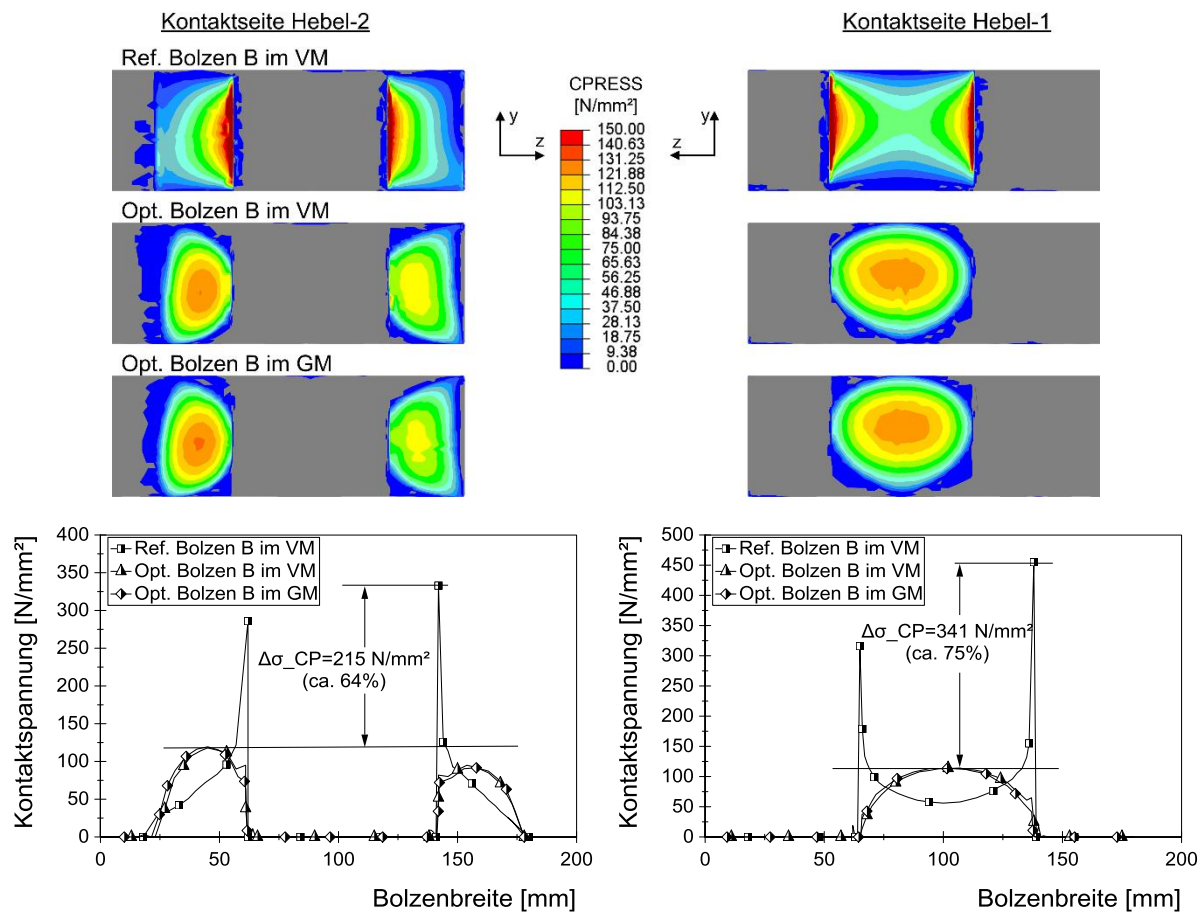 Kontaktseite Hebel-2
Kontaktseite Hebel-1
Ref. Bolzen B im VM
CPRESS
[N/mm²]
150.00
140.63
131.25
121.88
112.50
103.13
93.75
84.38
75.00
65.63
56.25
46.88
37.50
28.13
18.75
9.38
0.00
y
z
y
z
Opt. Bolzen B im VM
Opt. Bolzen B im GM
Kontaktspannung [N/mm²]
400
350
300
250
200
150
100
50
0
Ref. Bolzen B im VM
Opt. Bolzen B im VM
Opt. Bolzen B im GM
Δσ_CP=215 N/mm²
(ca. 64%)
0
50
100
150
200
Bolzenbreite [mm]
Kontaktspannung [N/mm²]
500
450
400
350
300
250
200
150
100
50
0
Ref. Bolzen B im VM
Opt. Bolzen B im VM
Opt. Bolzen B im GM
Δσ_CP=341 N/mm²
(ca. 75%)
0
50
100
150
200
Bolzenbreite [mm]